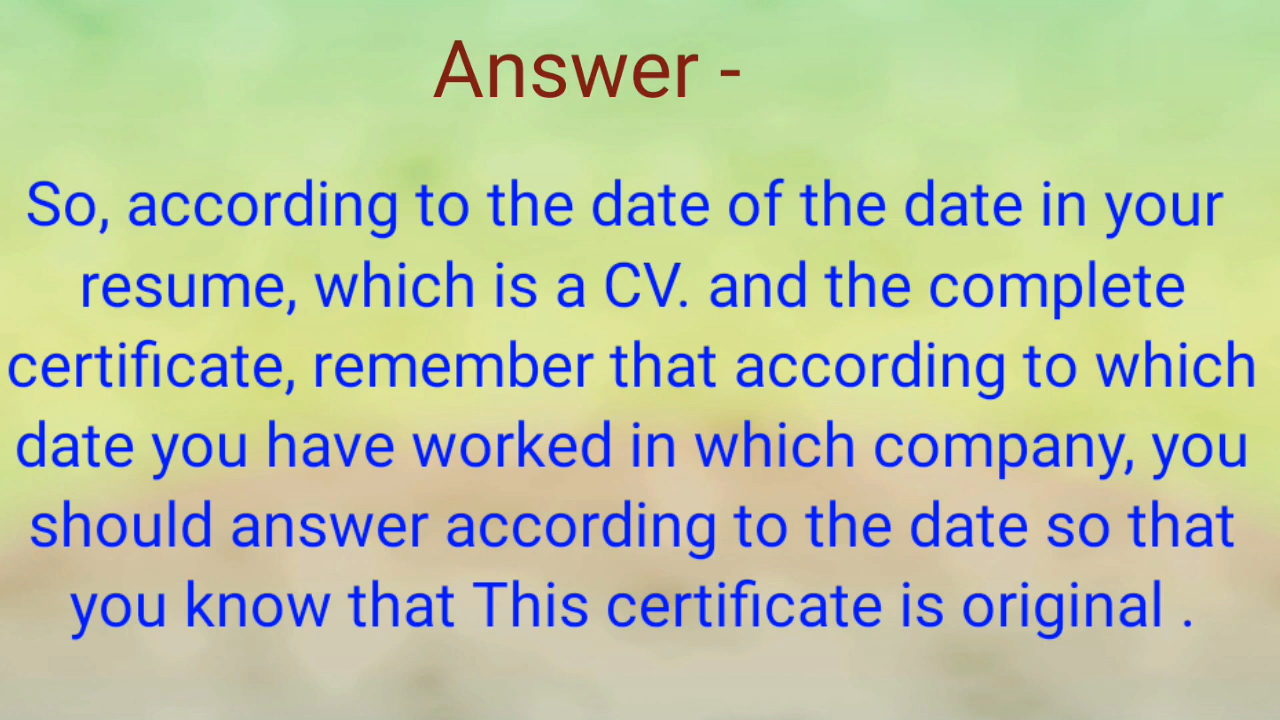 Answer -
So, according to the date of the date in your
resume, which is a CV. and the complete
certificate, remember that according to which
date you have worked in which company, you
should answer according to the date so that
you know that This certificate is original .